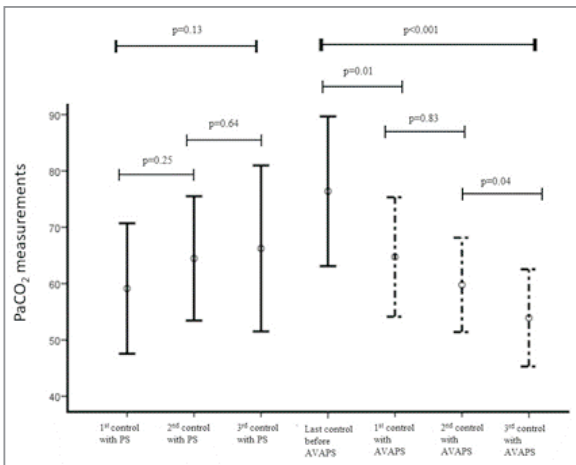 p=0.13
p<0.001
p=0.01
p=0.83
p=0.64
p=0.25
p=0.04
PaCO₂ measurements
90
80
70
60
50
40
1st control
with PS
2nd control
with PS
3rd control
with PS
Last control
before
AVAPS
1st control
with
AVAPS
2nd control
with
AVAPS
3rd control
with
AVAPS